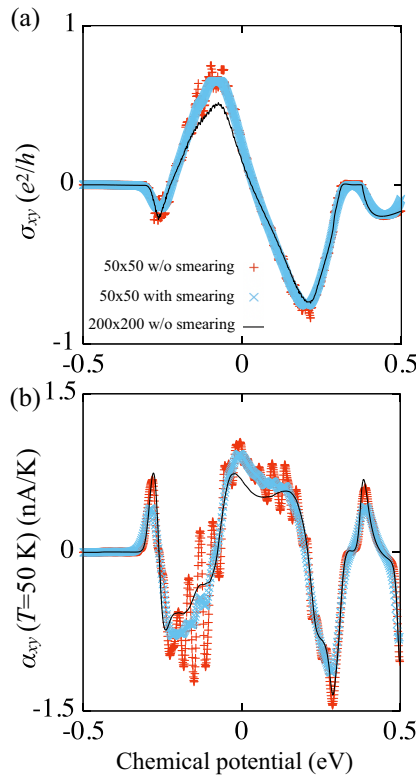 (a)
1
σxy (e²/h)
0
50x50 w/o smearing
50x50 with smearing
200x200 w/o smearing
-1
-0.5 0 0.5
(b)
1.5
αxy (T=50 K) (nA/K)
0
-1.5
-0.5 0 0.5
Chemical potential (eV)